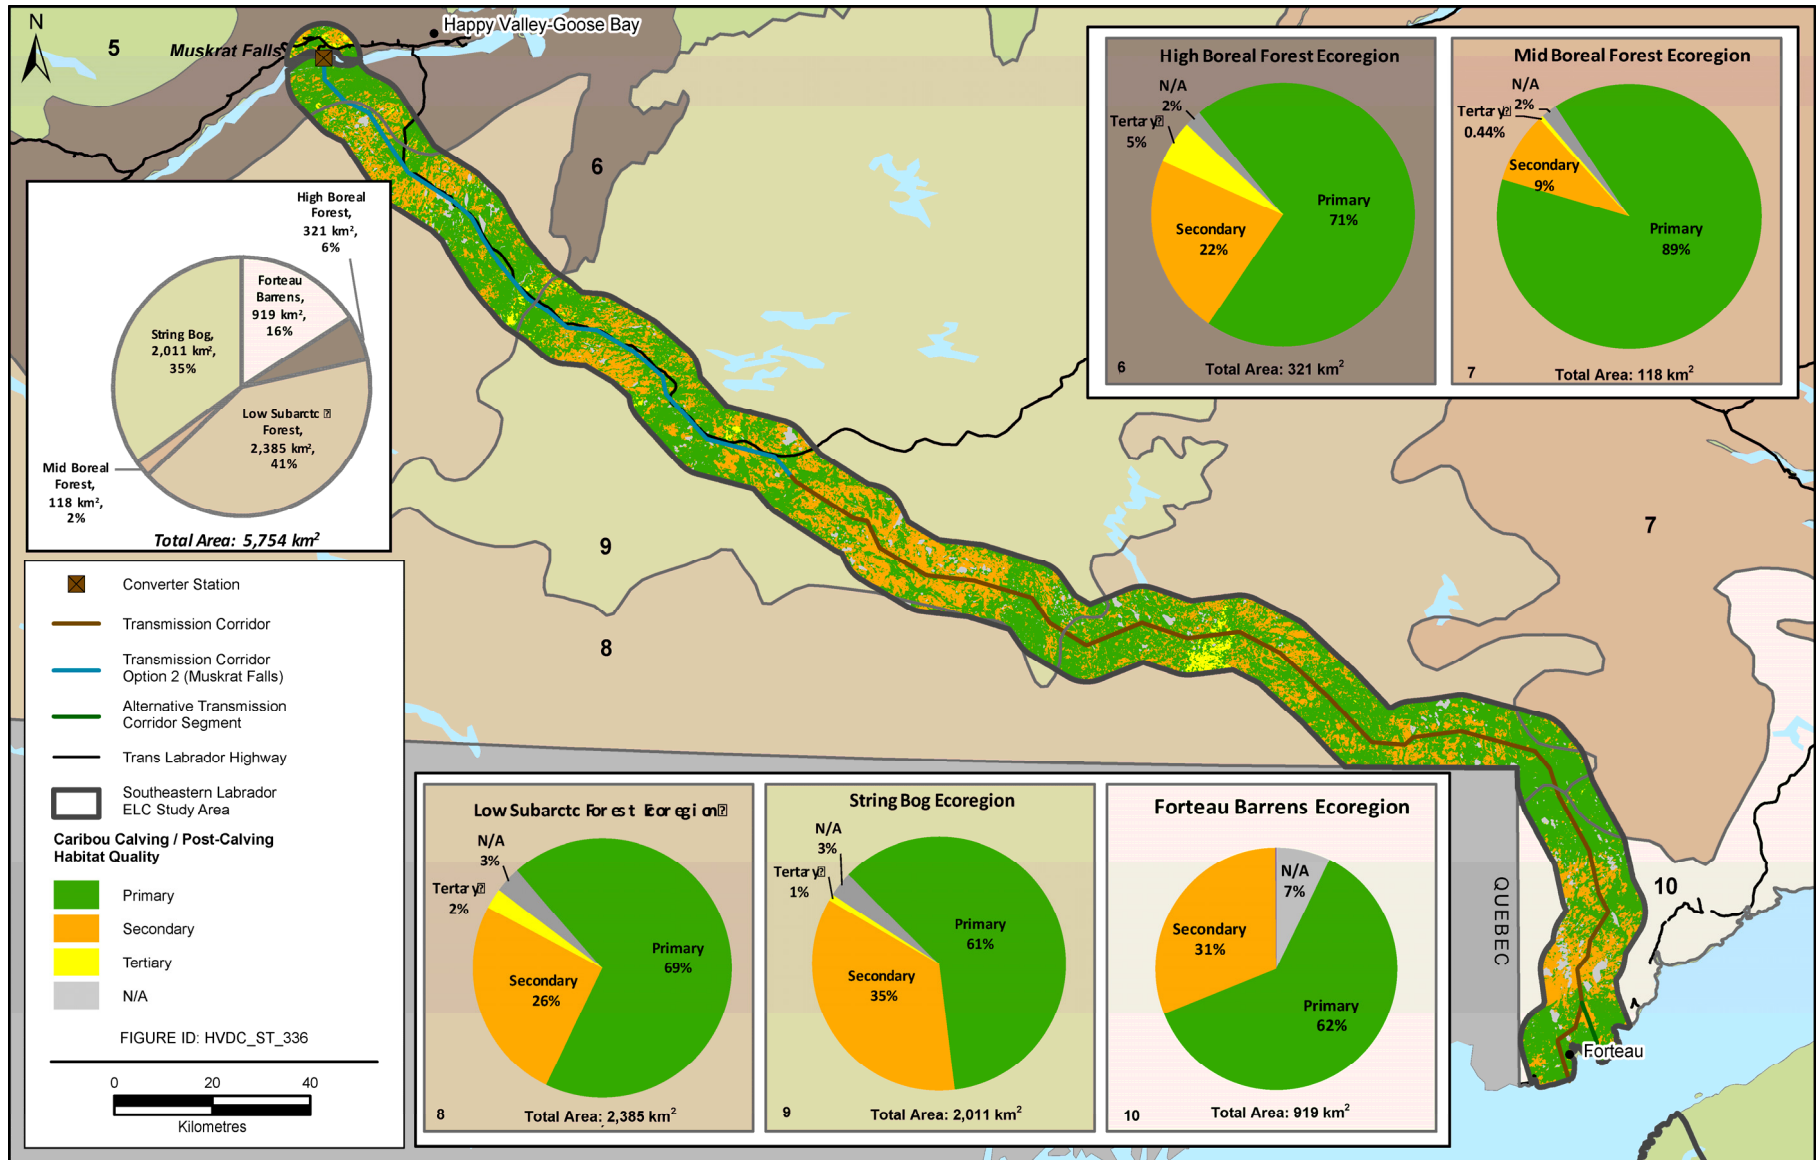 N
5
Muskrat Falls
Happy Valley-Goose Bay
6
7
8
9
10
QUEBEC
Forteau
High Boreal Forest Ecoregion
N/A
2%
Tertary
5%
Secondary
22%
Primary
71%
6
Total Area: 321 km²
Mid Boreal Forest Ecoregion
N/A
2%
Tertary
0.44%
Secondary
9%
Primary
89%
7
Total Area: 118 km²
High Boreal
Forest,
321 km²,
6%
Forteau
Barrens,
919 km²,
16%
String Bog,
2,011 km²,
35%
Low Subarctc
Forest,
2,385 km²,
41%
Mid Boreal
Forest,
118 km²,
2%
Total Area: 5,754 km²
Converter Station
Transmission Corridor
Transmission Corridor
Option 2 (Muskrat Falls)
Alternative Transmission
Corridor Segment
Trans Labrador Highway
Southeastern Labrador
ELC Study Area
Caribou Calving / Post-Calving
Habitat Quality
Primary
Secondary
Tertiary
N/A
FIGURE ID: HVDC_ST_336
0 20 40
Kilometres
Low Subarctc Forest Ecoregion
N/A
3%
Tertary
2%
Secondary
26%
Primary
69%
8
Total Area: 2,385 km²
String Bog Ecoregion
N/A
3%
Tertary
1%
Secondary
35%
Primary
61%
9
Total Area: 2,011 km²
Forteau Barrens Ecoregion
N/A
7%
Secondary
31%
Primary
62%
10
Total Area: 919 km²